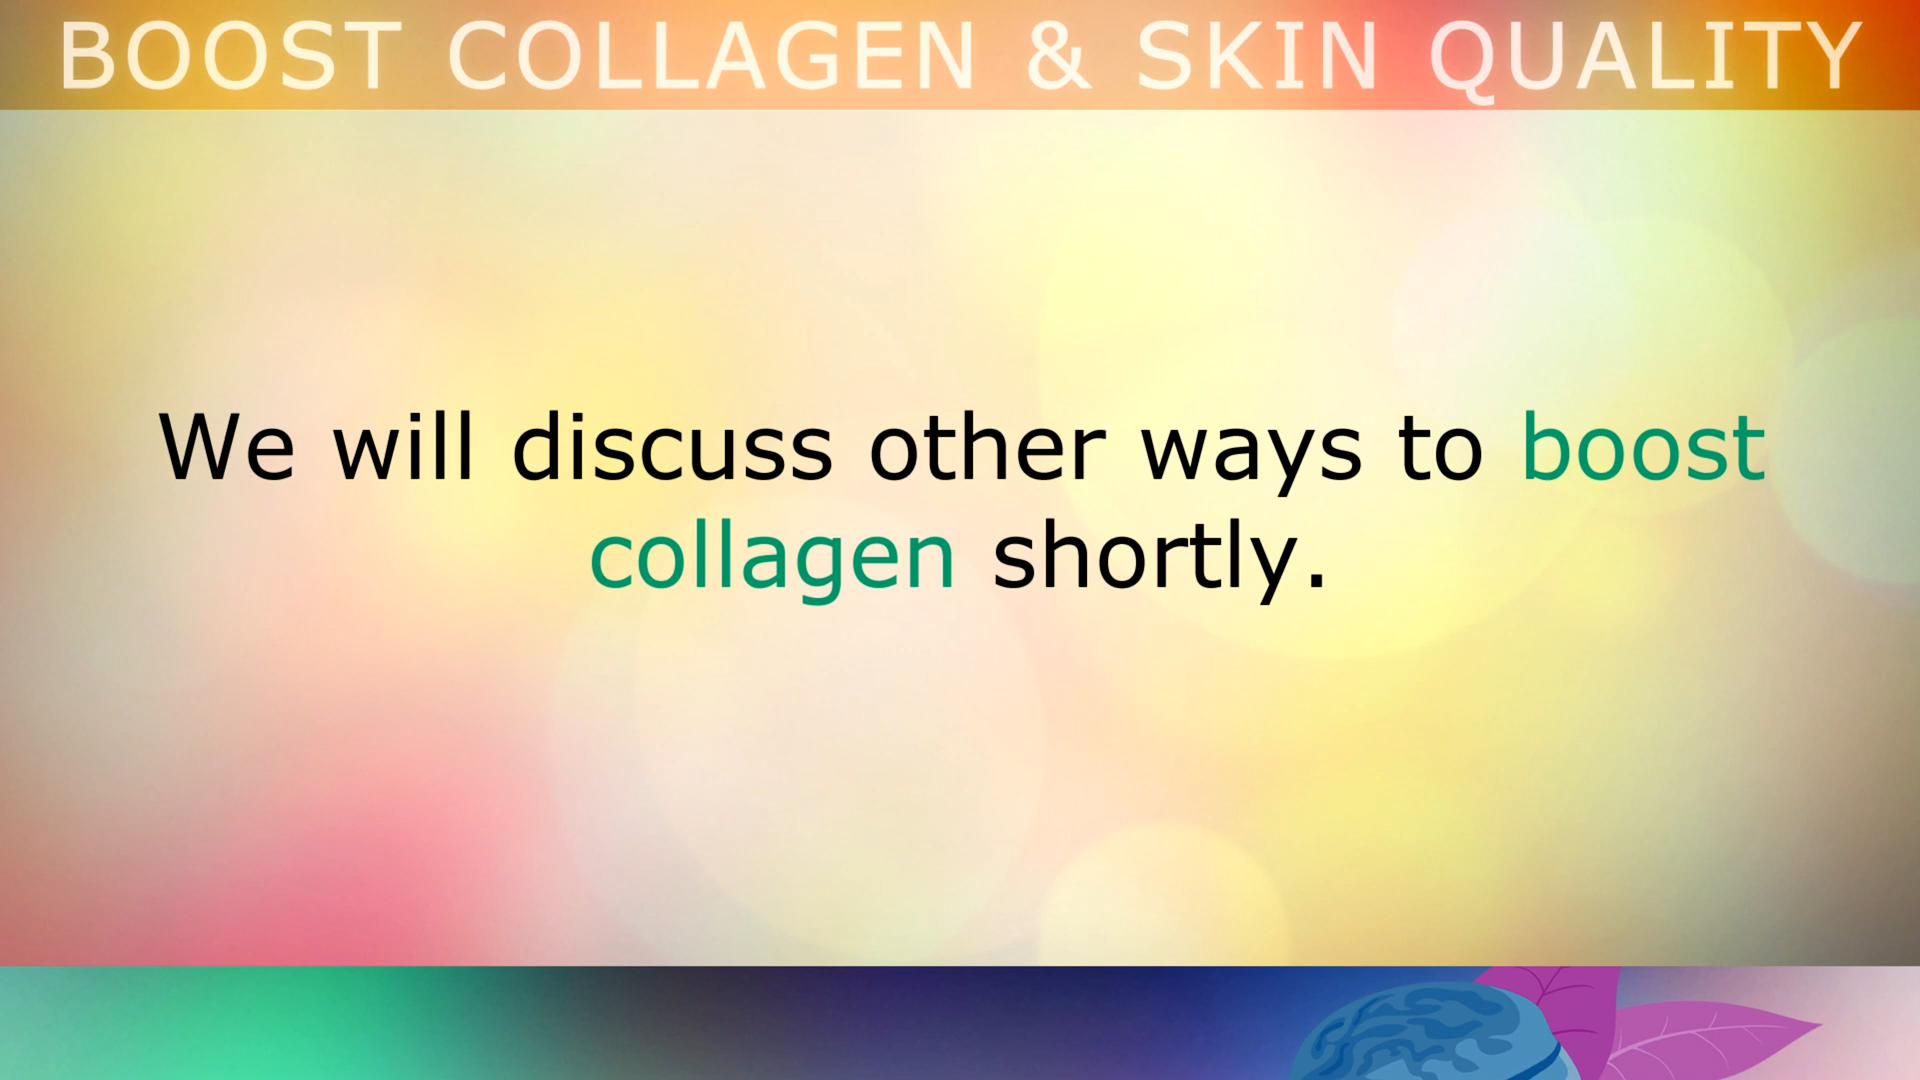 BOOST COLLAGEN & SKIN QUALITY
We will discuss other ways to boost
collagen shortly.